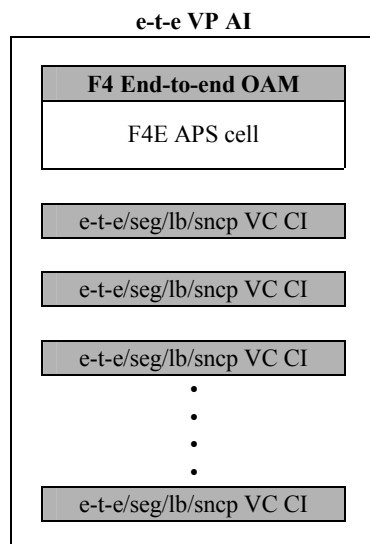 e-t-e VP AI
F4 End-to-end OAM
F4E APS cell
e-t-e/seg/lb/sncp VC CI
e-t-e/seg/lb/sncp VC CI
e-t-e/seg/lb/sncp VC CI
e-t-e/seg/lb/sncp VC CI